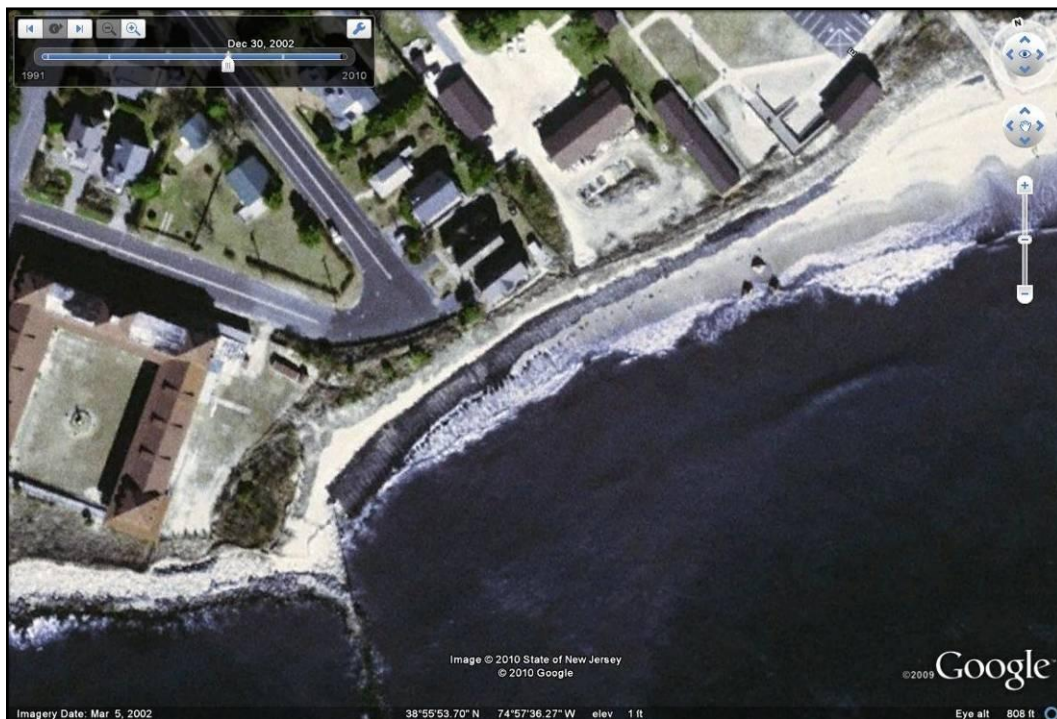 Dec 30, 2002
1991
2010
N
Image © 2010 State of New Jersey
© 2010 Google
©2009 Google
Imagery Date: Mar 5, 2002
38°55'53.70" N 74°57'36.27" W elev 1 ft
Eye alt 808 ft